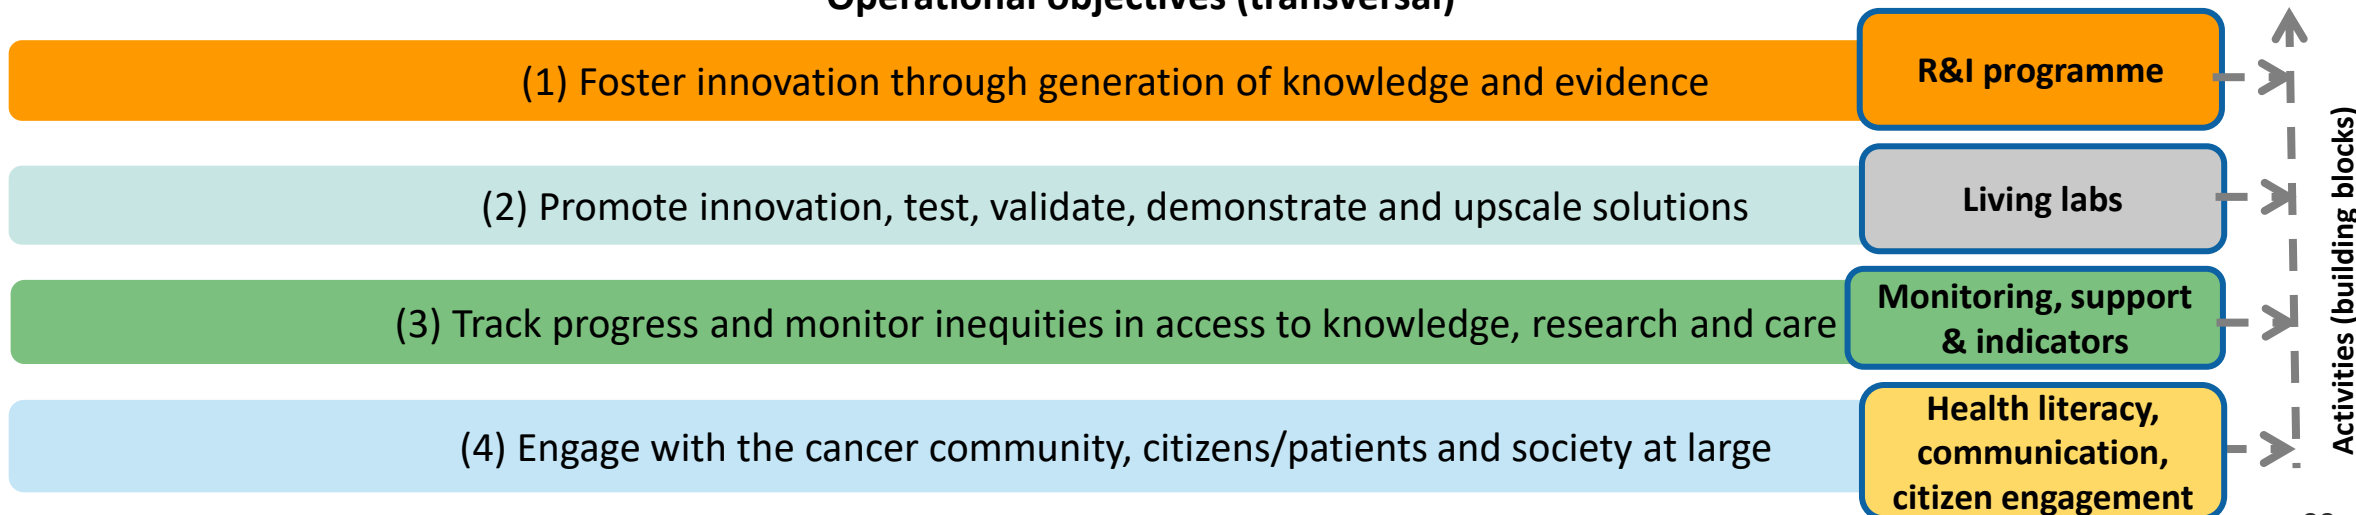 Operational objectives (transversal)
(1) Foster innovation through generation of knowledge and evidence
R&I programme
(2) Promote innovation, test, validate, demonstrate and upscale solutions
Living labs
(3) Track progress and monitor inequities in access to knowledge, research and care
Monitoring, support
& indicators
(4) Engage with the cancer community, citizens/patients and society at large
Health literacy,
communication,
citizen engagement
Activities (building blocks)